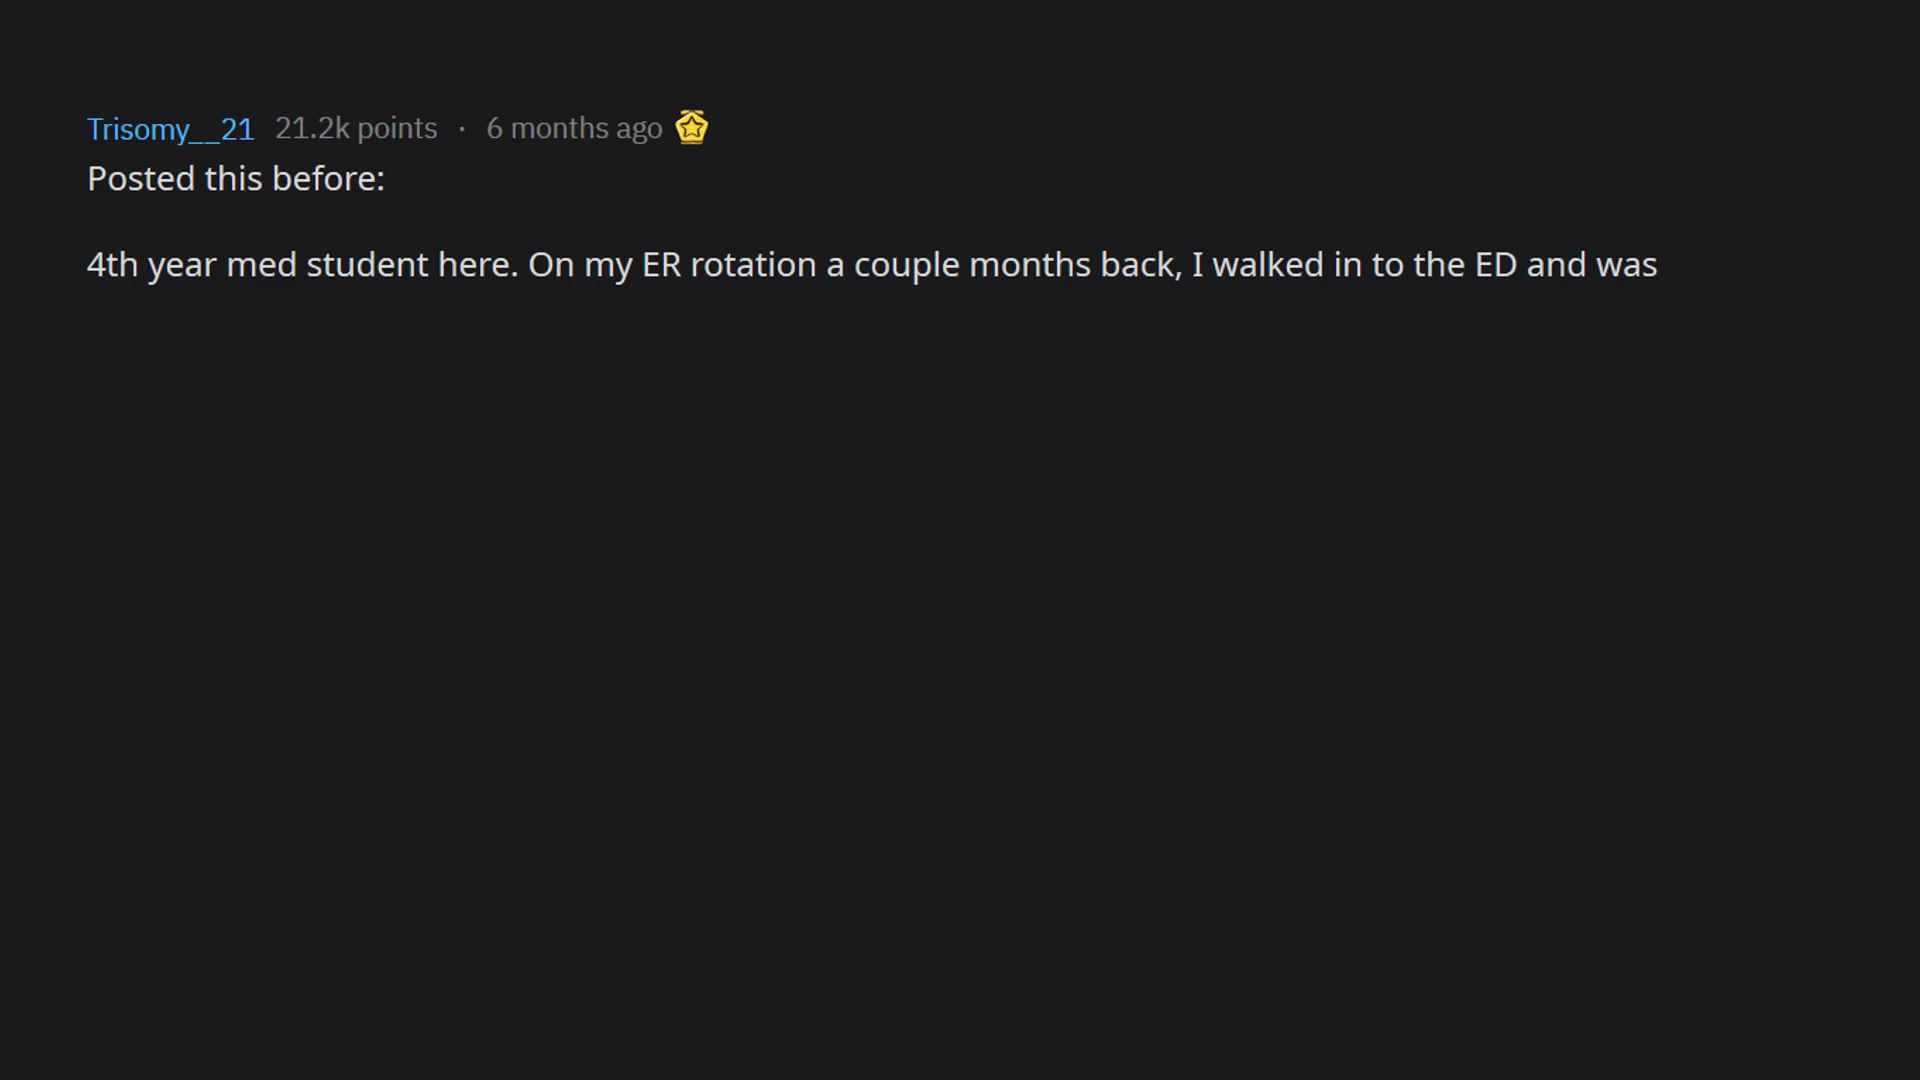 Trisomy__21 21.2k points · 6 months ago
Posted this before:
4th year med student here. On my ER rotation a couple months back, I walked in to the ED and was